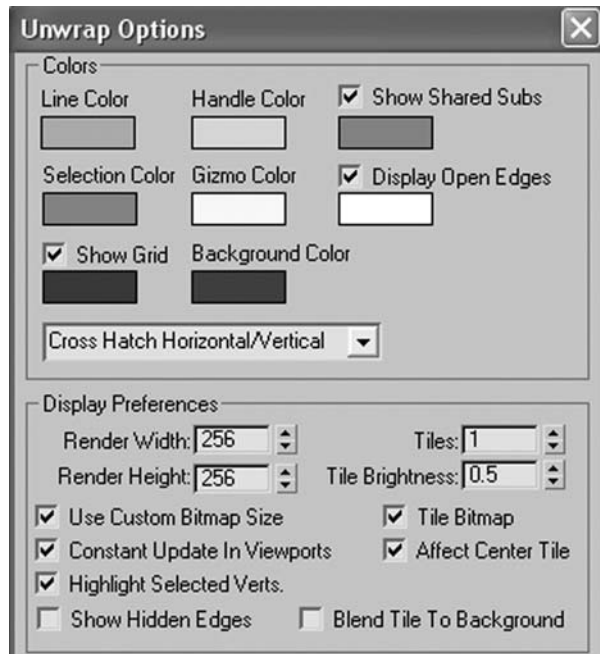 Unwrap Options
Colors
Line Color Handle Color Show Shared Subs
Selection Color Gizmo Color Display Open Edges
Show Grid Background Color
Cross Hatch Horizontal/Vertical
Display Preferences
Render Width: 256 Tiles: 1
Render Height: 256 Tile Brightness: 0.5
Use Custom Bitmap Size Tile Bitmap
Constant Update In Viewports Affect Center Tile
Highlight Selected Verts.
Show Hidden Edges Blend Tile To Background